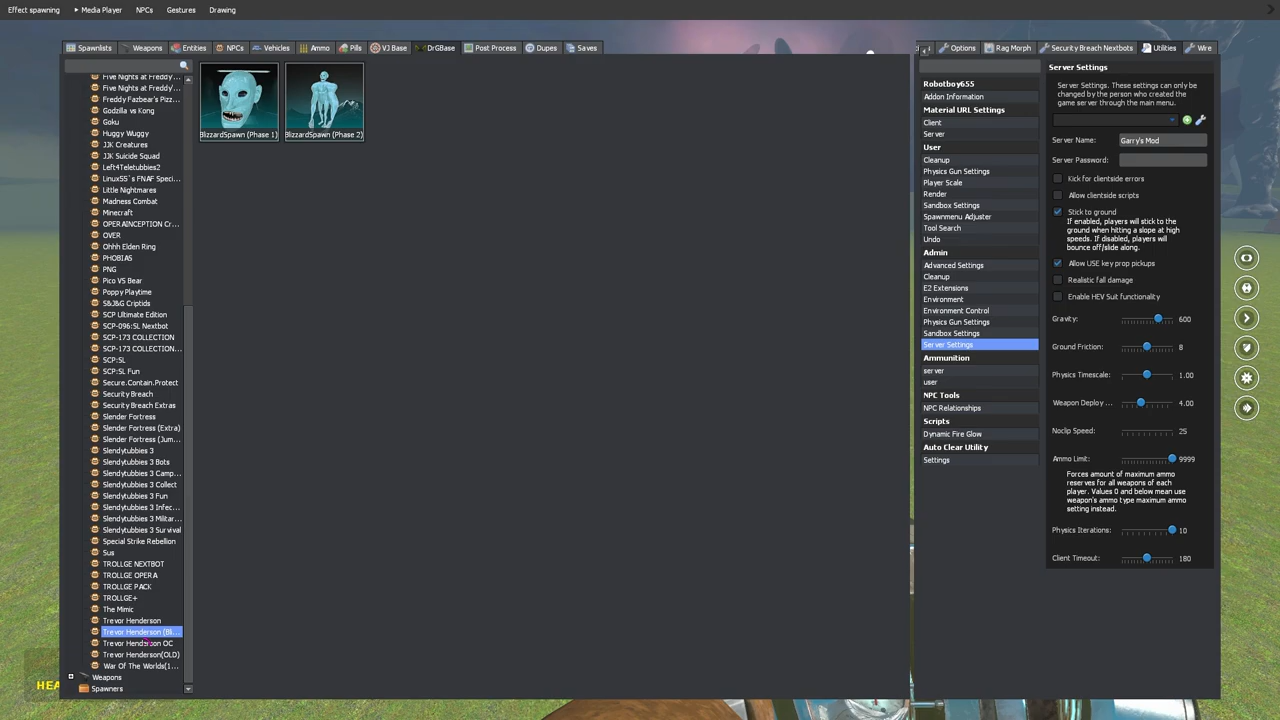 Effect spawning
Media Player
NPCs
Gestures
Drawing
Spawnlists
Weapons
Entities
NPCs
Vehicles
Ammo
Pills
VJ Base
DrGBase
Post Process
Dupes
Saves
Five Nights at Freddy'...
Five Nights at Freddy'...
Freddy Fazbear's Pizz...
Godzilla vs Kong
Goku
Huggy Wuggy
JJK Creatures
JJK Suicide Squad
Left4Teletubbies2
Linux55`s FNAF Speci...
Little Nightmares
Madness Combat
Minecraft
OPERAINCEPTION Cr...
OVER
Ohhh Elden Ring
PHOBIAS
PNG
Pico VS Bear
Poppy Playtime
S&J&G Criptids
SCP Ultimate Edition
SCP-096:SL Nextbot
SCP-173 COLLECTION
SCP-173 COLLECTION...
SCP:SL
SCP:SL Fun
Secure.Contain.Protect
Security Breach
Security Breach Extras
Slender Fortress
Slender Fortress (Extra)
Slender Fortress (Jum...
Slendytubbies 3
Slendytubbies 3 Bots
Slendytubbies 3 Camp...
Slendytubbies 3 Collect
Slendytubbies 3 Fun
Slendytubbies 3 Infec...
Slendytubbies 3 Militar...
Slendytubbies 3 Survival
Special Strike Rebellion
Sus
TROLLGE NEXTBOT
TROLLGE OPERA
TROLLGE PACK
TROLLGE+
The Mimic
Trevor Henderson
Trevor Henderson (Bli...
Trevor Henderson OC
Trevor Henderson(OLD)
War Of The Worlds(1...
Weapons
Spawners
HEA
BlizzardSpawn (Phase 1)
BlizzardSpawn (Phase 2)
Options
Rag Morph
Security Breach Nextbots
Utilities
Wire
Robotboy655
Addon Information
Material URL Settings
Client
Server
User
Cleanup
Physics Gun Settings
Player Scale
Render
Sandbox Settings
Spawnmenu Adjuster
Tool Search
Undo
Admin
Advanced Settings
Cleanup
E2 Extensions
Environment
Environment Control
Physics Gun Settings
Sandbox Settings
Server Settings
Ammunition
server
user
NPC Tools
NPC Relationships
Scripts
Dynamic Fire Glow
Auto Clear Utility
Settings
Server Settings
Server Settings. These settings can only be
changed by the person who created the
game server through the main menu.
Server Name: Garry's Mod
Server Password:
Kick for clientside errors
Allow clientside scripts
Stick to ground
If enabled, players will stick to the
ground when hitting a slope at high
speeds. If disabled, players will
bounce off/slide along.
Allow USE key prop pickups
Realistic fall damage
Enable HEV Suit functionality
Gravity: 600
Ground Friction: 8
Physics Timescale: 1.00
Weapon Deploy ... 4.00
Noclip Speed: 25
Ammo Limit: 9999
Forces amount of maximum ammo
reserves for all weapons of each
player. Values 0 and below mean use
weapon's ammo type maximum ammo
setting instead.
Physics Iterations: 10
Client Timeout: 180